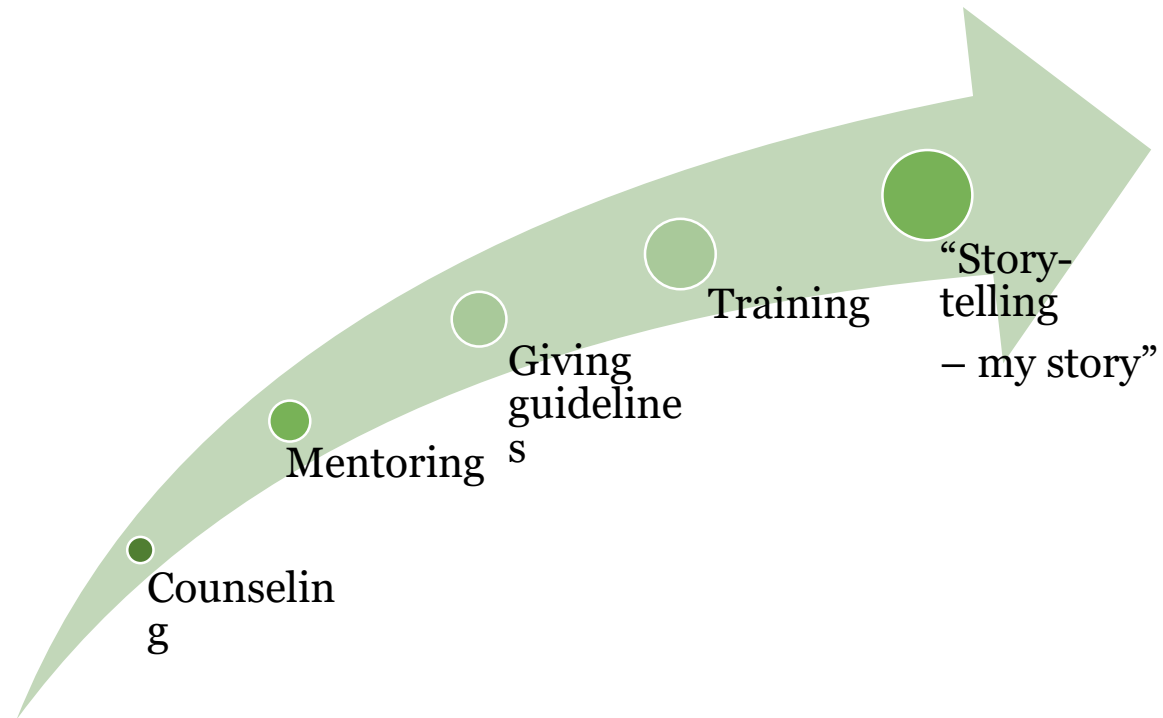 Counselin
g
Mentoring
Giving
guideline
s
Training
“Story-
telling
– my story”